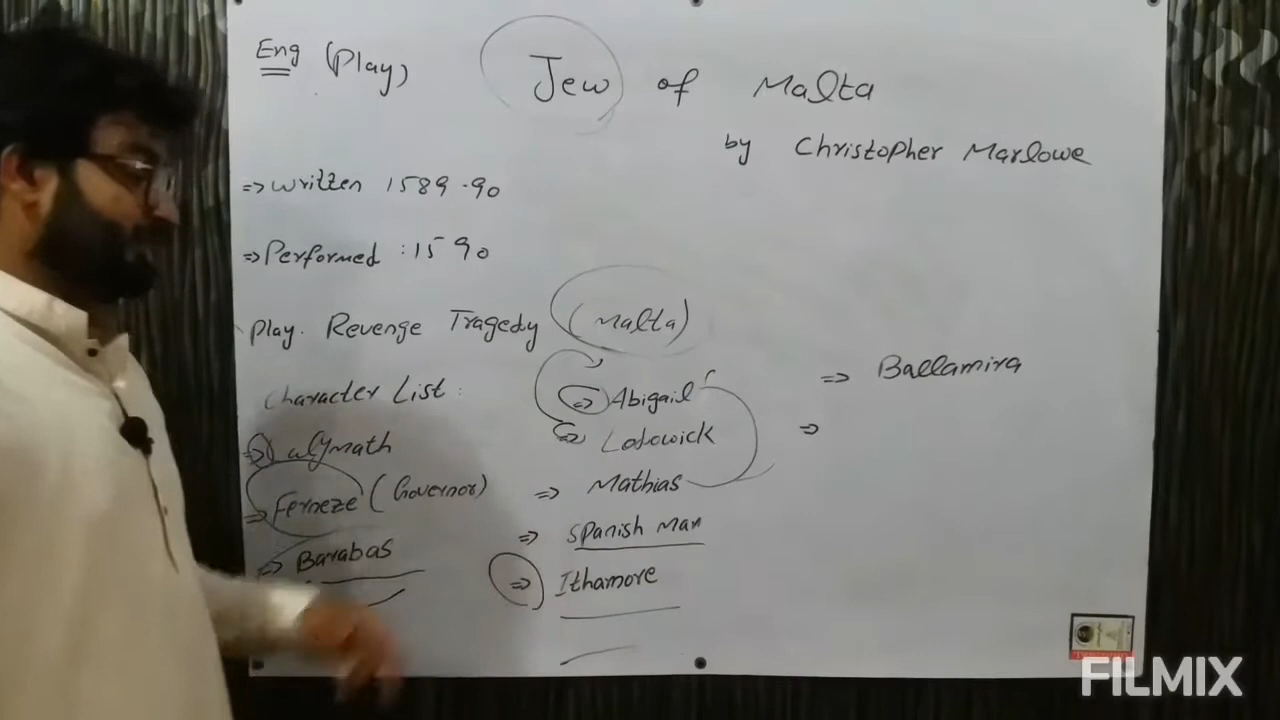 Eng (Play) Jew of Malta
by Christopher Marlowe
⇒ Written 1589-90
⇒ Performed : 1590
Play. Revenge Tragedy (Malta)
Character List :
⇒ Calymath
⇒ Ferneze (Governor)
⇒ Barabas
⇒ Abigail
⇒ Lodowick
⇒ Mathias
⇒ Spanish Man
⇒ Ithamore
⇒ Ballamira
⇒
FILMIX